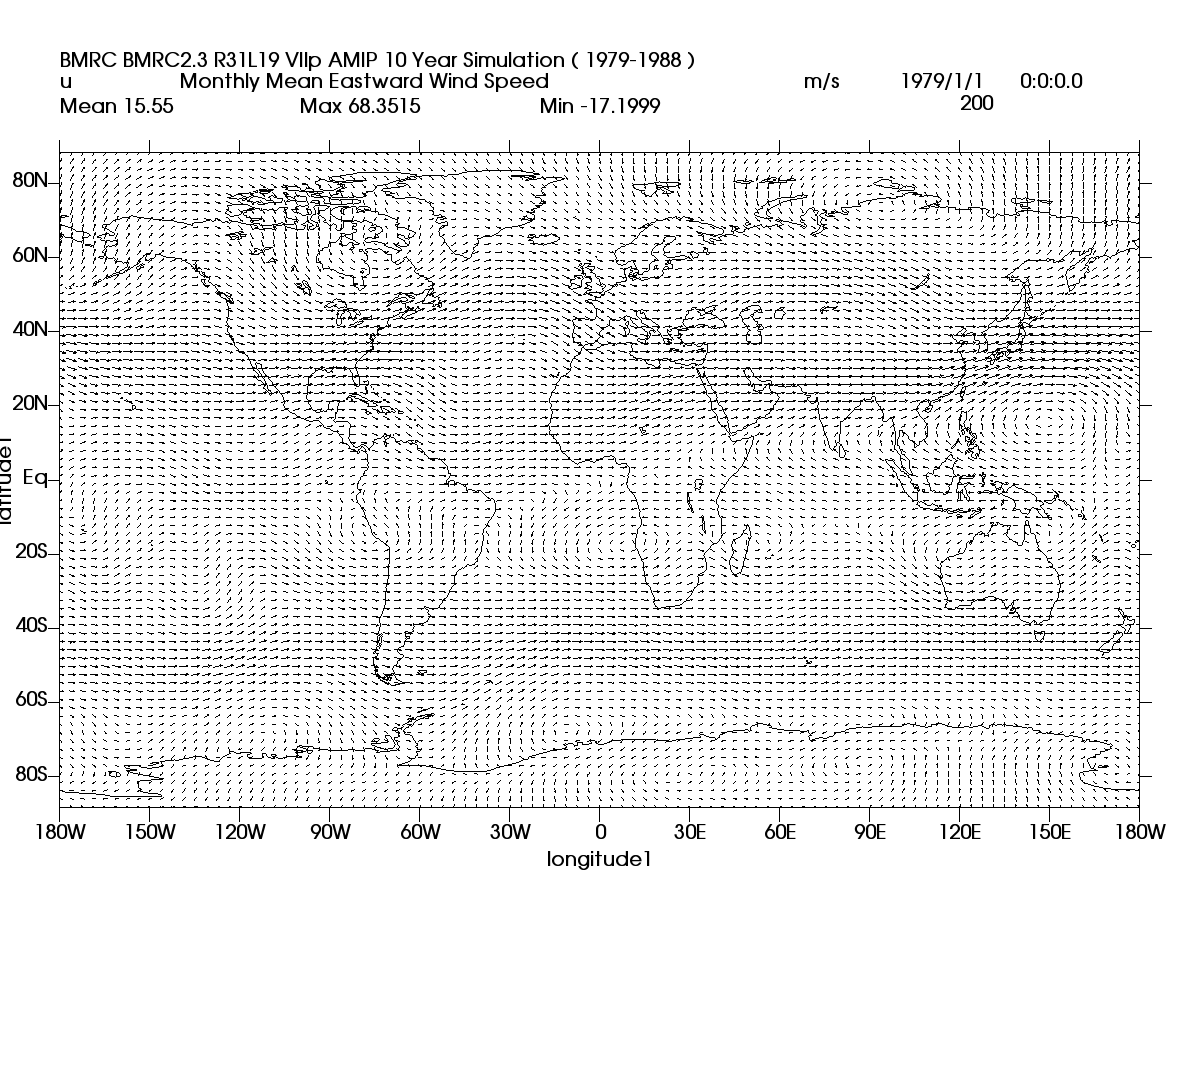 BMRC BMRC2.3 R31L19 VIIp AMIP 10 Year Simulation ( 1979-1988 )
u Monthly Mean Eastward Wind Speed m/s 1979/1/1 0:0:0.0
Mean 15.55 Max 68.3515 Min -17.1999 200
80N
60N
40N
20N
Eq
20S
40S
60S
80S
latitude1
180W 150W 120W 90W 60W 30W 0 30E 60E 90E 120E 150E 180W
longitude1